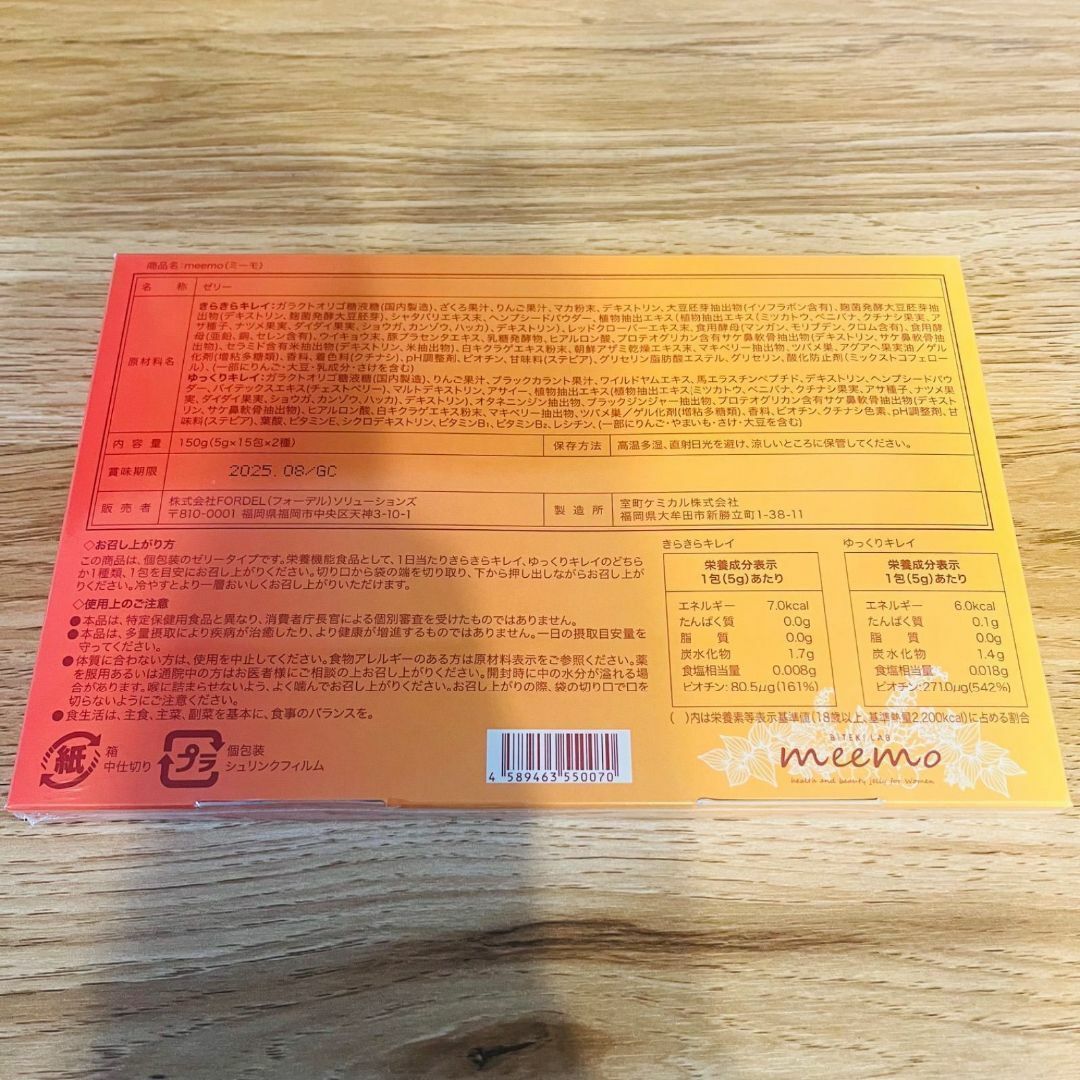 商品名:meemo(ミーモ)
名 称 ゼリー
原材料名
きらきらキレイ:ガラクトオリゴ糖液糖(国内製造)、ざくろ果汁、りんご果汁、マカ粉末、デキストリン、大豆胚芽抽出物(イソフラボン含有)、麹菌発酵大豆胚芽抽
出物(デキストリン、麹菌発酵大豆胚芽)、シャタバリエキス末、ヘンプシードパウダー、植物抽出エキス(ミツカトウ、ベニバナ、クチナシ果実、ア
サ種子、ナツメ果実、ダイダイ果実、ショウガ、カンゾウ、ハッカ)、デキストリン)、レッドクローバーエキス末、食用酵母(マンガン、モリブデン、クロム含有)、食用酵
母(亜鉛、銅、セレン含有)、ウイキョウ末、豚プラセンタエキス、乳糖発酵物、ヒアルロン酸、プロテオグリカン含有サケ鼻軟骨抽出物(デキストリン、サケ鼻軟骨抽
出物)、セラミド含有米抽出物(デキストリン、米抽出物)、白キクラゲエキス粉末、朝鮮アザミ乾燥エキス末、マキベリー抽出物、ツバメ巣、アグアヘ果実油/ゲル
化剤(増粘多糖類)、香料、着色料(クチナシ)、pH調整剤、ビオチン、甘味料(ステビア)、グリセリン脂肪酸エステル、グリセリン、酸化防止剤(ミックストコフェロ
ール)、(一部にりんご・大豆・乳成分・さけを含む)
ゆっくりキレイ:ガラクトオリゴ糖液糖(国内製造)、りんご果汁、ブラックカラント果汁、ワイルドヤムエキス、馬エラスチンペプチド、デキストリン、ヘンプシードパウ
ダー、バイテックスエキス(チェストベリー)、マルトデキストリン、アサイー、植物抽出エキス(植物抽出エキス(ミツカトウ、ベニバナ、クチナシ果実、アサ種子、ナツメ果
実、ダイダイ果実、ショウガ、カンゾウ、ハッカ)、デキストリン)、オタネニンジン抽出物、ブラックジンジャー抽出物、プロテオグリカン含有サケ鼻軟骨抽出物(デキスト
リン、サケ鼻軟骨抽出物)、ヒアルロン酸、白キクラゲエキス粉末、マキベリー抽出物、ツバメ巣/ゲル化剤(増粘多糖類)、香料、ビオチン、クチナシ色素、pH調整剤、甘
味料(ステビア)、葉酸、ビタミンE、シクロデキストリン、ビタミンB₁、ビタミンB₂、レシチン、(一部にりんご・やまいも・さけ・大豆を含む)
内 容 量 150g(5g×15包×2種) 保存方法 高温多湿、直射日光を避け、涼しいところに保管してください。
賞味期限 2025.08/GC
販 売 者 株式会社FORDEL(フォーデル)ソリューションズ
〒810-0001 福岡県福岡市中央区天神3-10-1
製 造 所 室町ケミカル株式会社
福岡県大牟田市新勝立町1-38-11
◇お召し上がり方
この商品は、個包装のゼリータイプです。栄養機能食品として、1日当たりきらきらキレイ、ゆっくりキレイのどちら
か1種類、1包を目安にお召し上がりください。切り口から袋の端を切り取り、下から押し出しながらお召し上が
りください。冷やすとより一層おいしくお召し上がりいただけます。
◇使用上のご注意
●本品は、特定保健用食品と異なり、消費者庁長官による個別審査を受けたものではありません。
●本品は、多量摂取により疾病が治癒したり、より健康が増進するものではありません。一日の摂取目安量を
守ってください。
●体質に合わない方は、使用を中止してください。食物アレルギーのある方は原材料表示をご参照ください。薬
を服用あるいは通院中の方はお医者様にご相談の上お召し上がりください。開封時に中の水分が溢れる場
合があります。喉に詰まらせないよう、よく噛んでお召し上がりください。お召し上がりの際、袋の切り口で口を
切らないようにご注意ください。
●食生活は、主食、主菜、副菜を基本に、食事のバランスを。
きらきらキレイ
栄養成分表示
1包(5g)あたり
エネルギー 7.0kcal
たんぱく質 0.0g
脂 質 0.0g
炭水化物 1.7g
食塩相当量 0.008g
ビオチン:80.5μg(161%)
ゆっくりキレイ
栄養成分表示
1包(5g)あたり
エネルギー 6.0kcal
たんぱく質 0.1g
脂 質 0.0g
炭水化物 1.4g
食塩相当量 0.018g
ビオチン:271.0μg(542%)
( )内は栄養素等表示基準値(18歳以上、基準熱量2,200kcal)に占める割合
紙 箱
中仕切り
プラ 個包装
シュリンクフィルム
4 589463 550070
BITEKI LAB
meemo
health and beauty jelly for Women